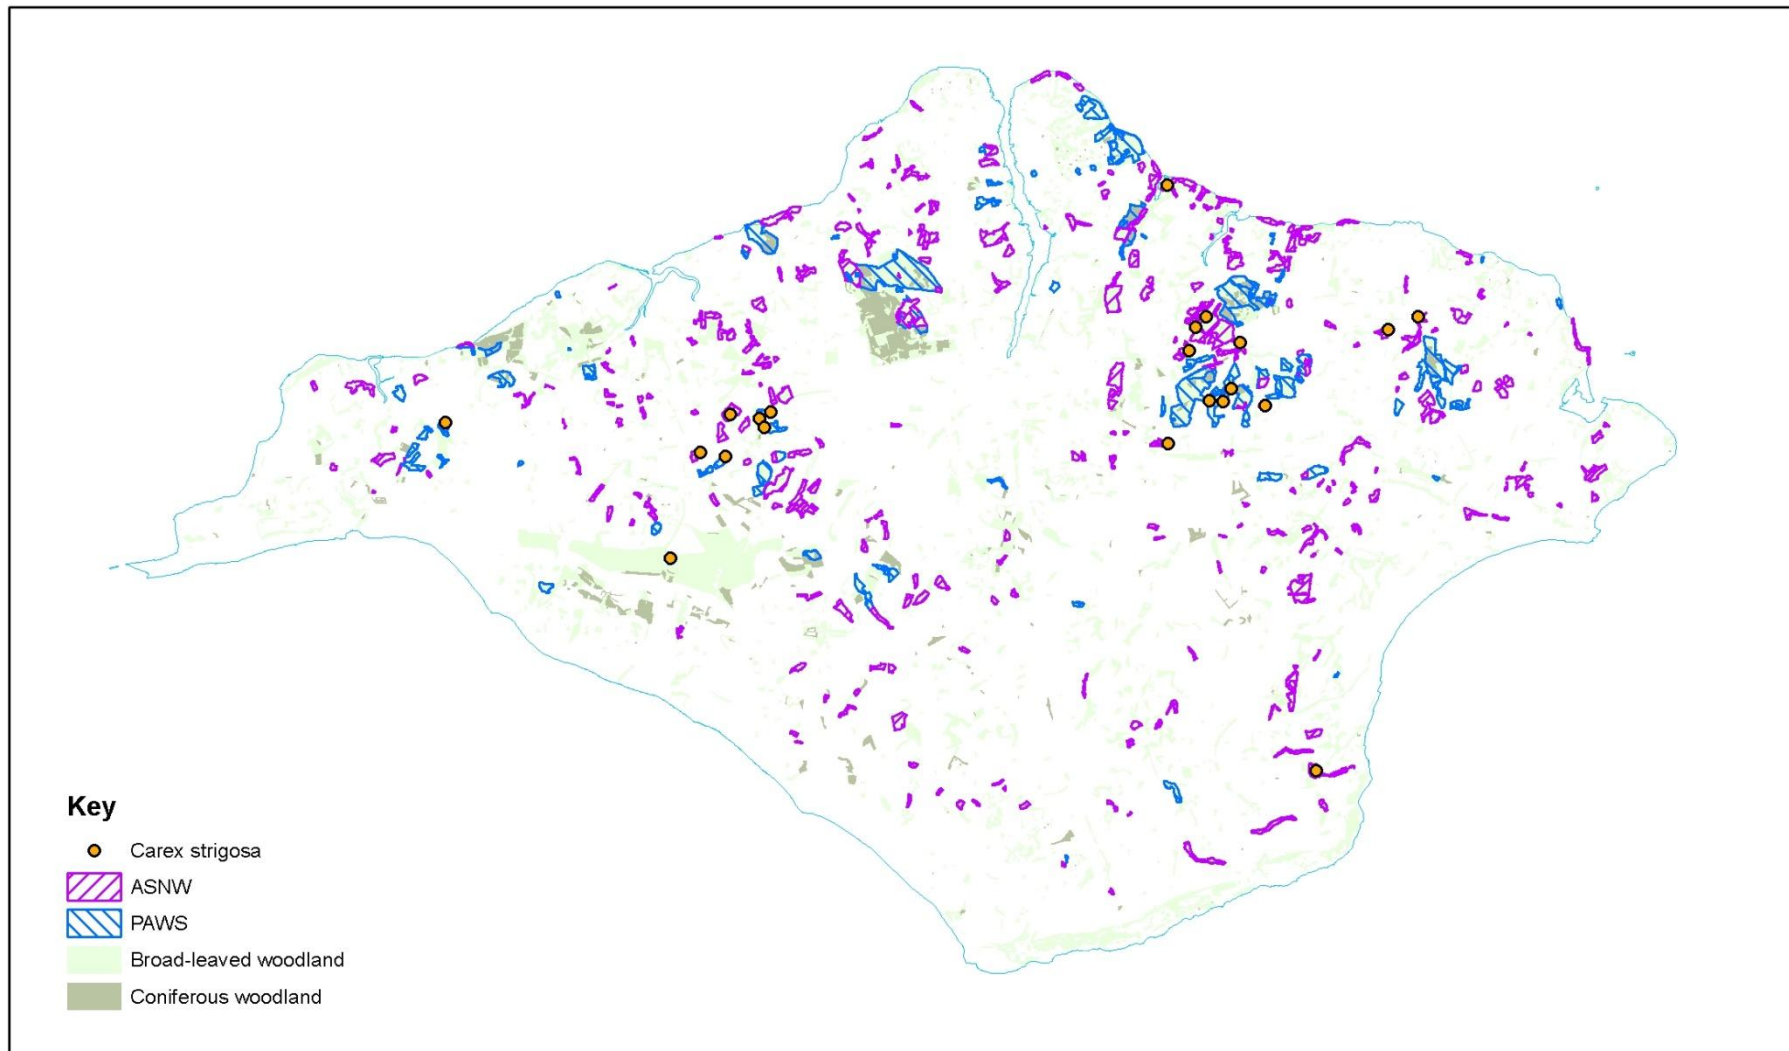 Key
Carex strigosa
ASNW
PAWS
Broad-leaved woodland
Coniferous woodland